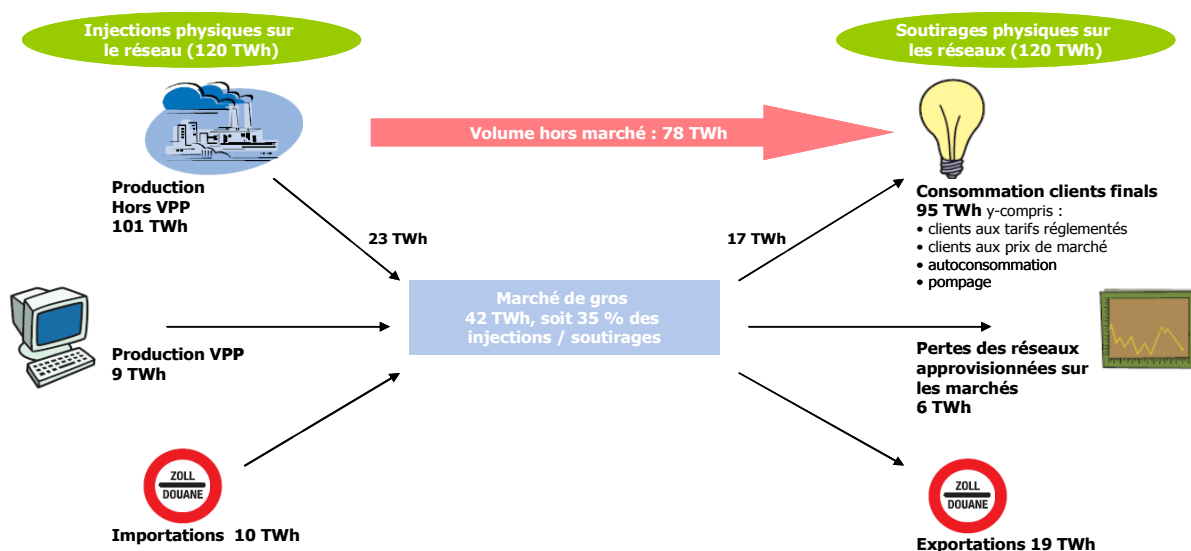 Injections physiques sur
le réseau (120 TWh)
Soutirages physiques sur
les réseaux (120 TWh)
Volume hors marché : 78 TWh
Production
Hors VPP
101 TWh
Consommation clients finals
95 TWh y-compris :
• clients aux tarifs réglementés
• clients aux prix de marché
• autoconsommation
• pompage
23 TWh
17 TWh
Marché de gros
42 TWh, soit 35 % des
injections / soutirages
Production VPP
9 TWh
Pertes des réseaux
approvisionnées sur
les marchés
6 TWh
ZOLL
DOUANE
Importations 10 TWh
ZOLL
DOUANE
Exportations 19 TWh